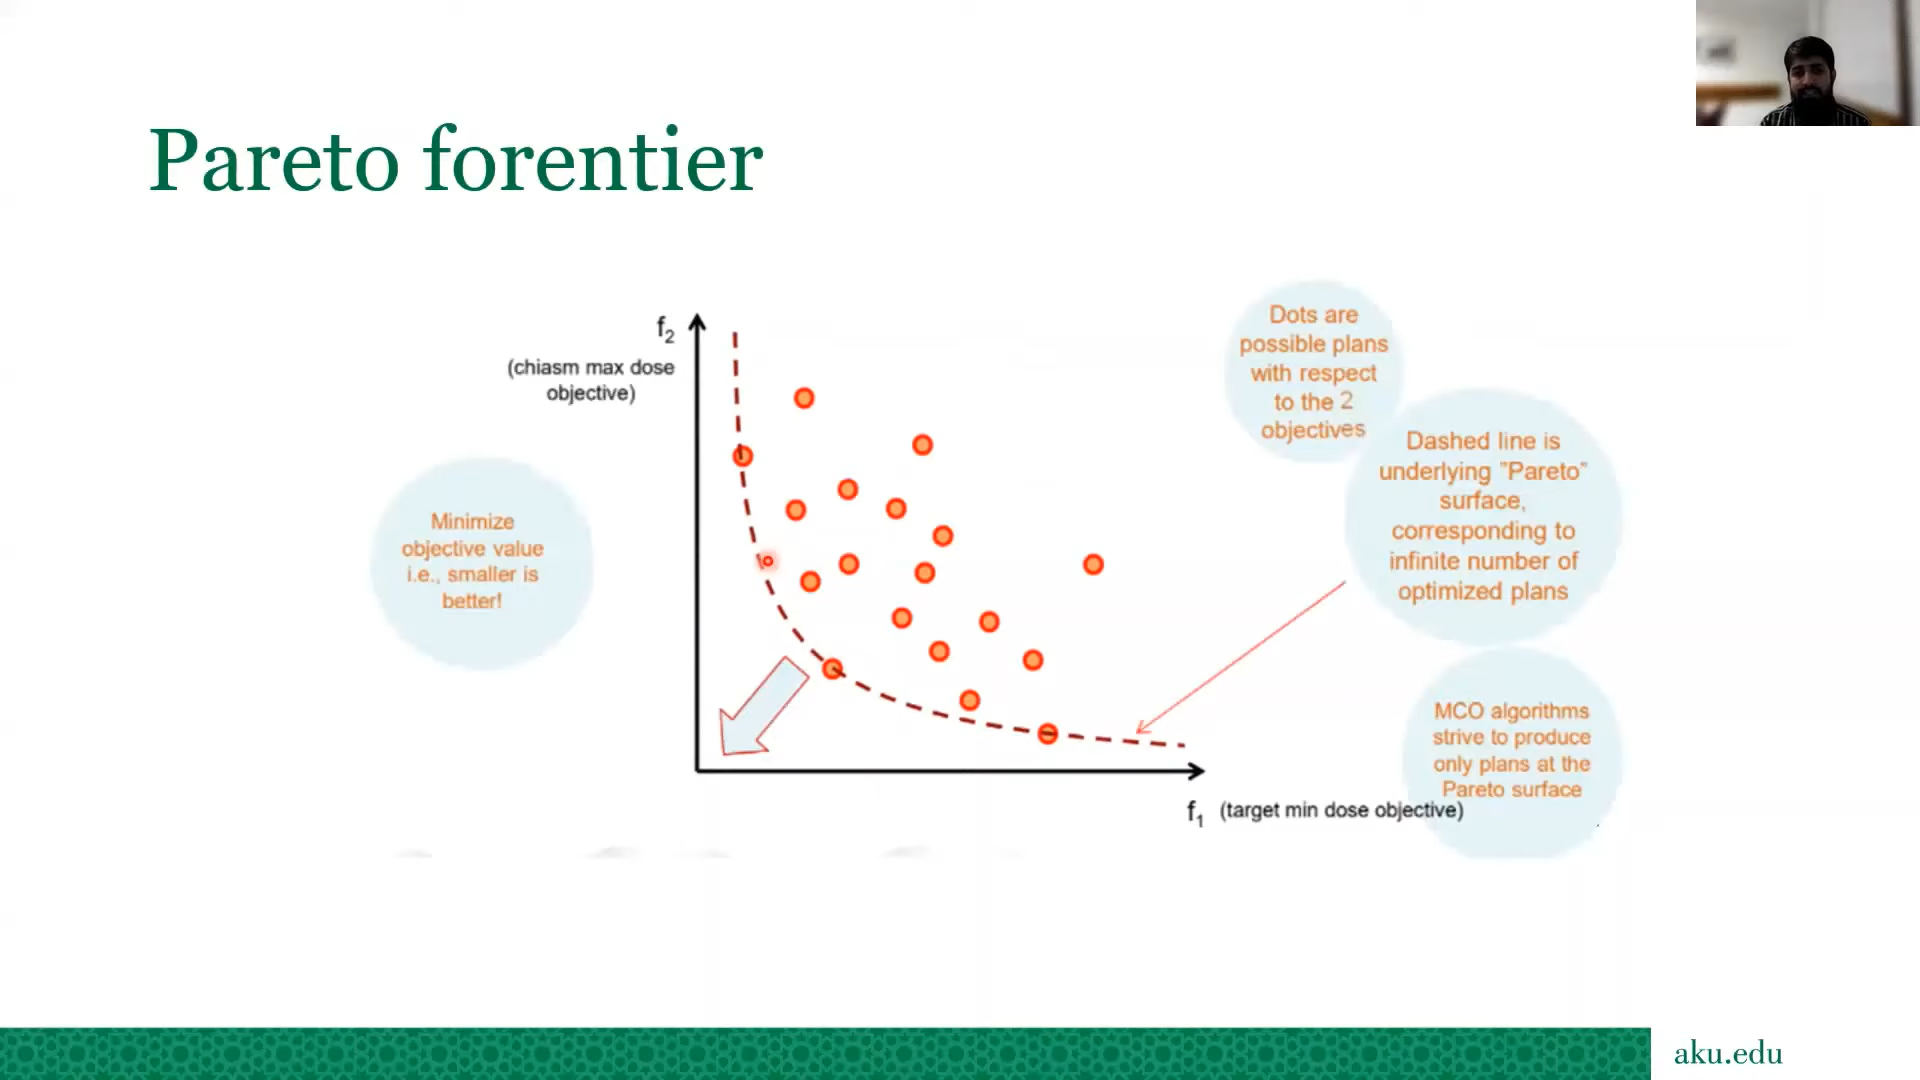 Pareto forentier
f2
(chiasm max dose
objective)
Minimize
objective value
i.e., smaller is
better!
Dots are
possible plans
with respect
to the 2
objectives
Dashed line is
underlying ”Pareto”
surface,
corresponding to
infinite number of
optimized plans
MCO algorithms
strive to produce
only plans at the
Pareto surface
f1 (target min dose objective)
aku.edu